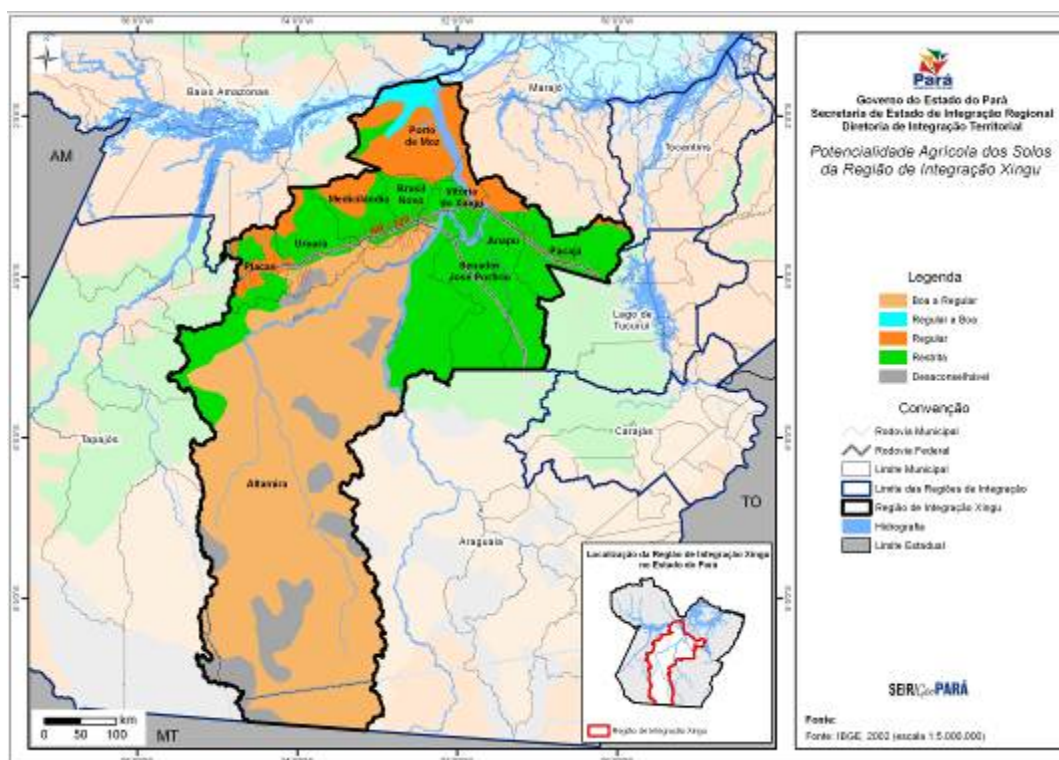 Baixo Amazonas
Marajó
AM
Porto
de Moz
Tocantins
Medicilândia
Brasil
Nova
Vitória
do Xingu
Uruará
Anapu
Pacajá
Placas
Senador
José Porfírio
Lago de
Tucuruí
Tapajós
Carajás
Altamira
TO
Araguaia
MT
km
0 50 100
Localização da Região de Integração Xingu
no Estado do Pará
Região de Integração Xingu
Pará
Governo do Estado do Pará
Secretaria de Estado de Integração Regional
Diretoria de Integração Territorial
Potencialidade Agrícola dos Solos
da Região de Integração Xingu
Legenda
Boa a Regular
Regular a Boa
Regular
Restrita
Desaconselhável
Convenção
Rodovia Municipal
Rodovia Federal
Limite Municipal
Limite das Regiões de Integração
Região de Integração Xingu
Hidrografia
Limite Estadual
SEIR PARÁ
Fonte:
Fonte: IBGE, 2002 (escala 1:5.000.000)